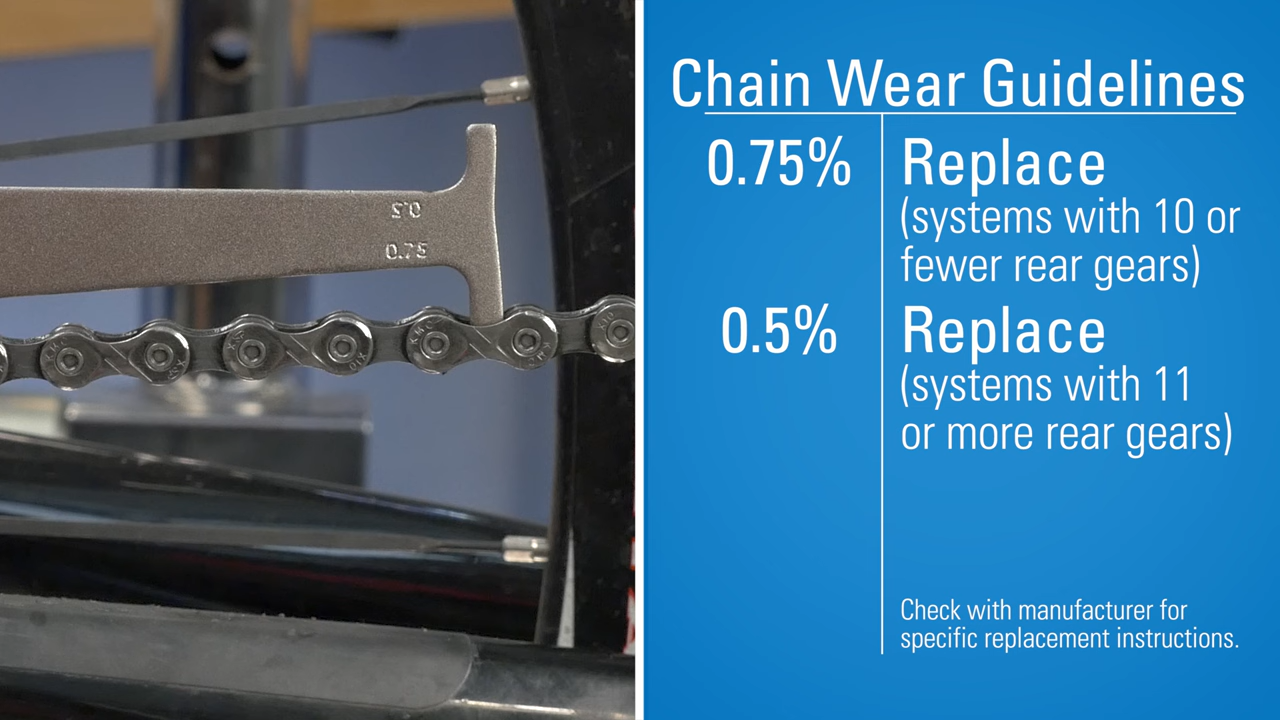 Chain Wear Guidelines
0.75%
Replace
(systems with 10 or
fewer rear gears)
0.5%
Replace
(systems with 11
or more rear gears)
Check with manufacturer for
specific replacement instructions.
0.5
0.75
KMC